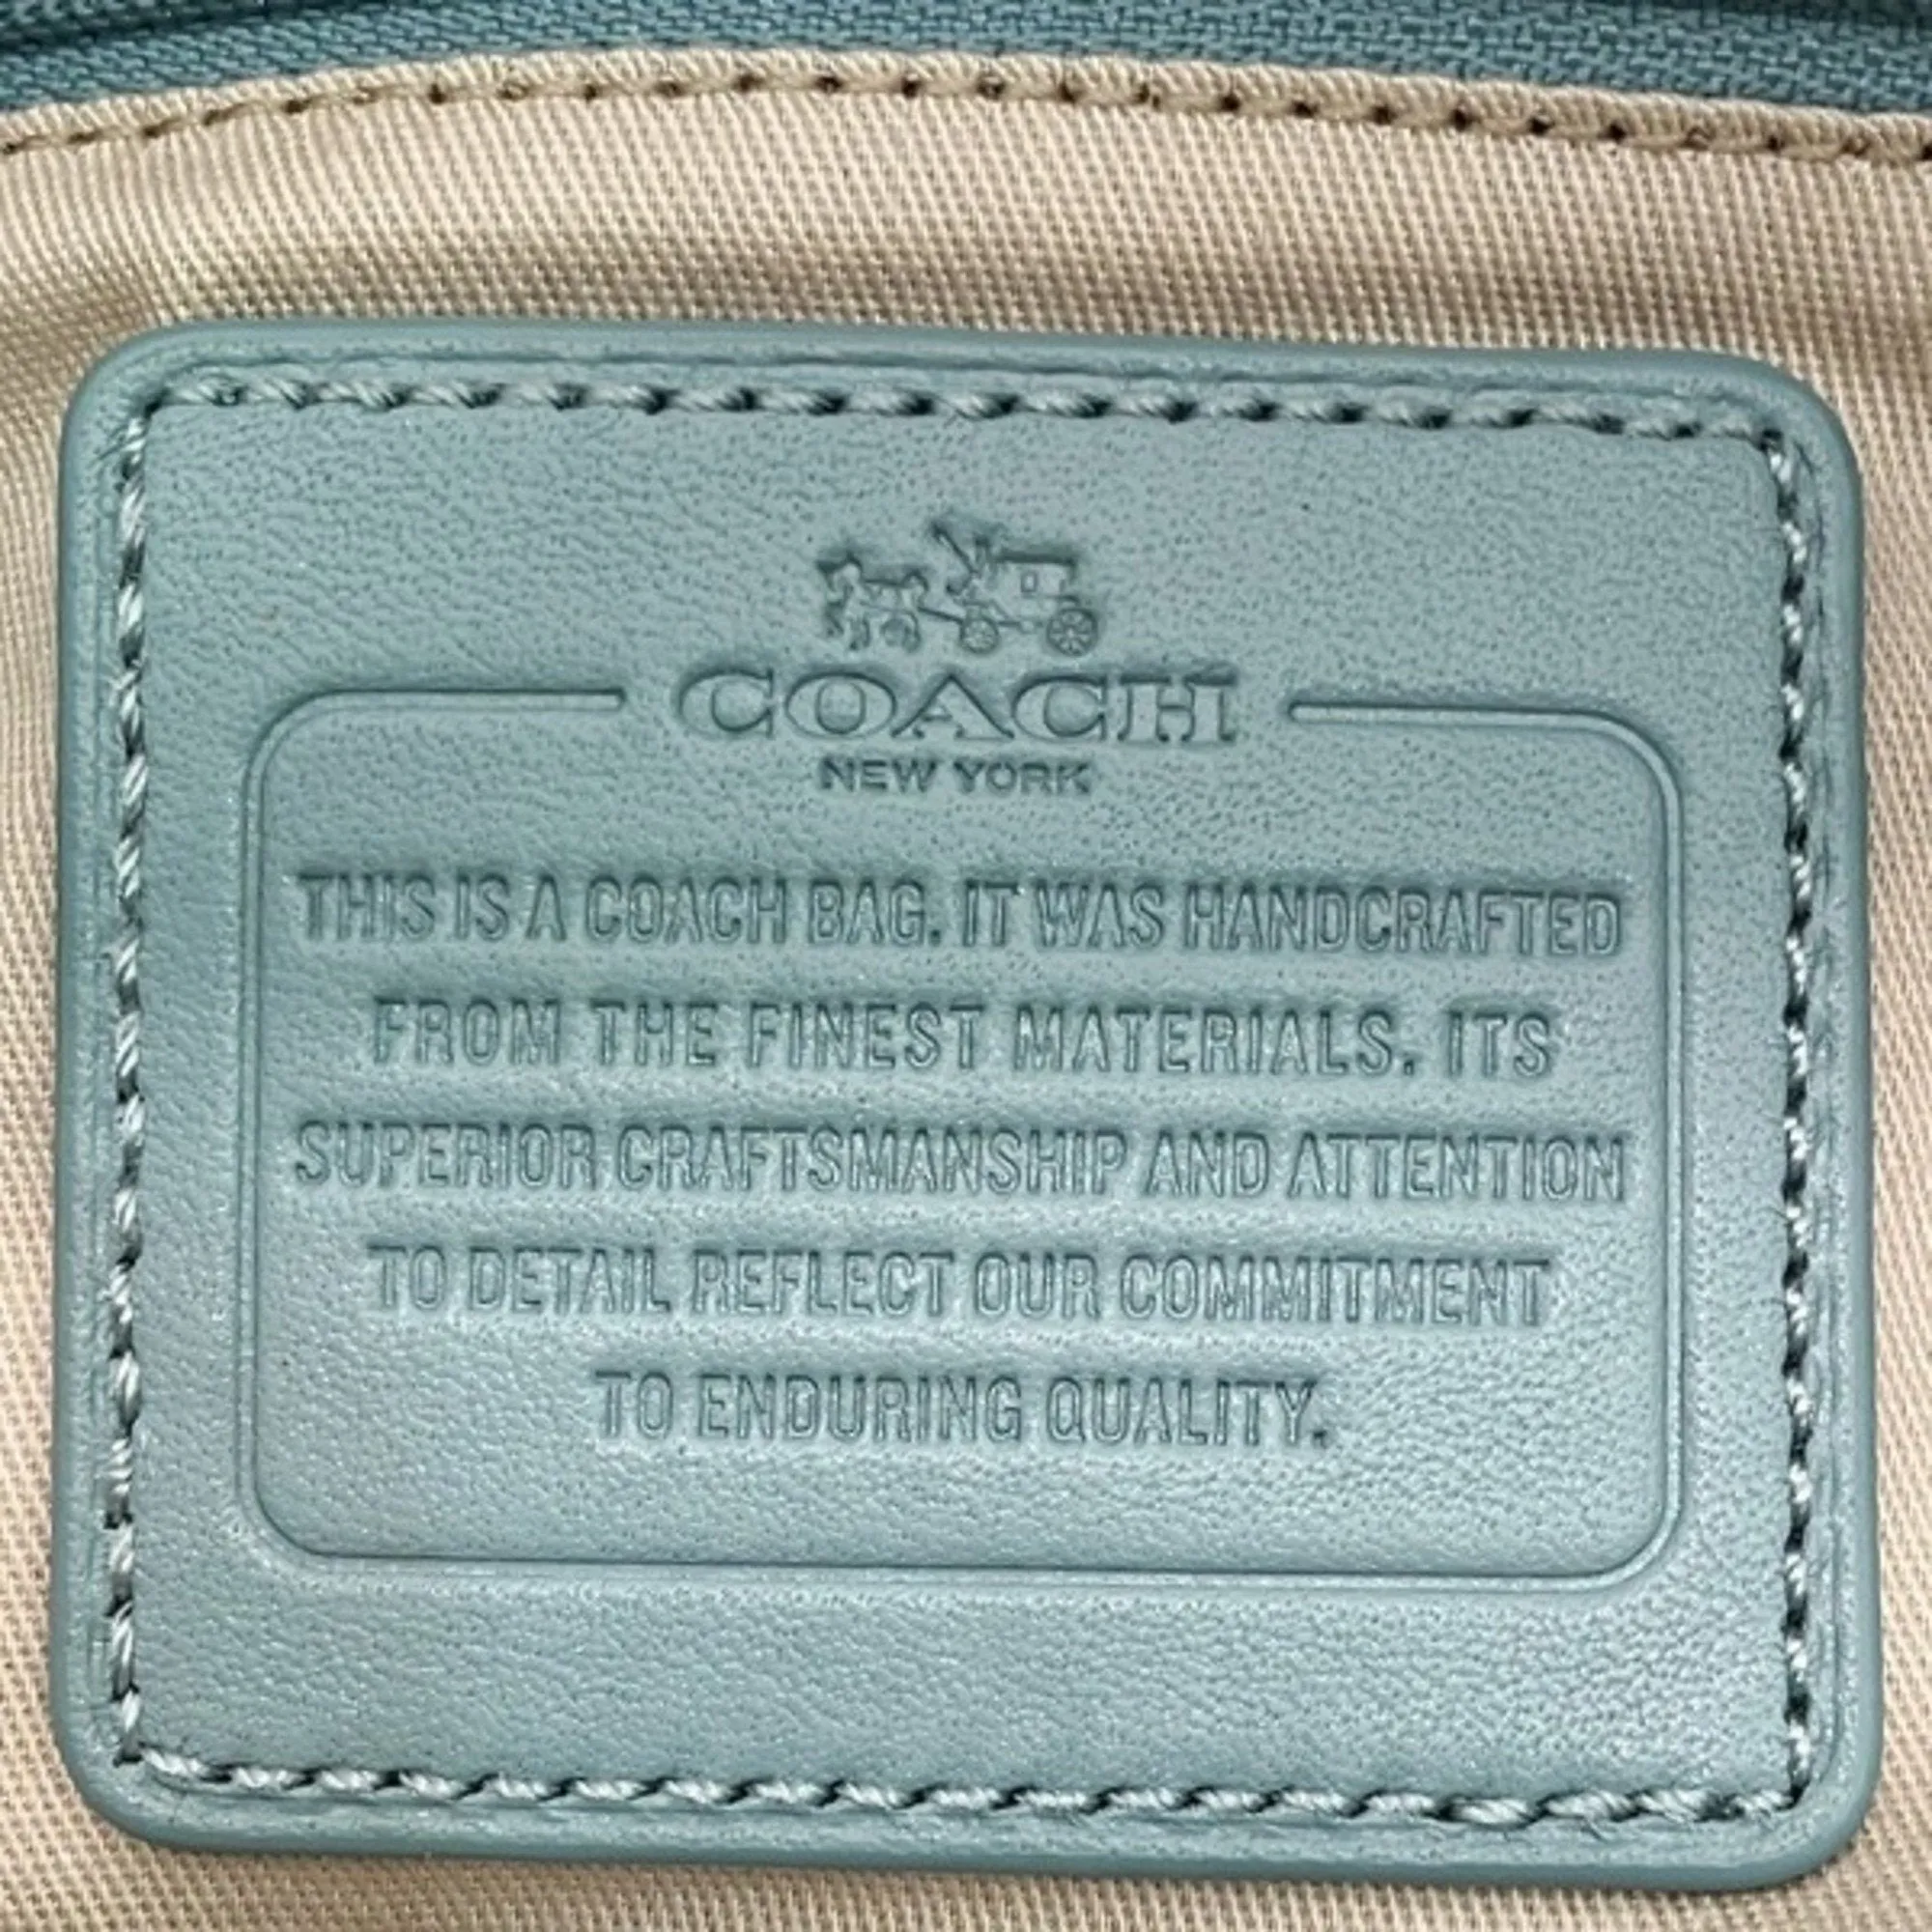 COACH
NEW YORK
THIS IS A COACH BAG. IT WAS HANDCRAFTED
FROM THE FINEST MATERIALS. ITS
SUPERIOR CRAFTSMANSHIP AND ATTENTION
TO DETAIL REFLECT OUR COMMITMENT
TO ENDURING QUALITY.